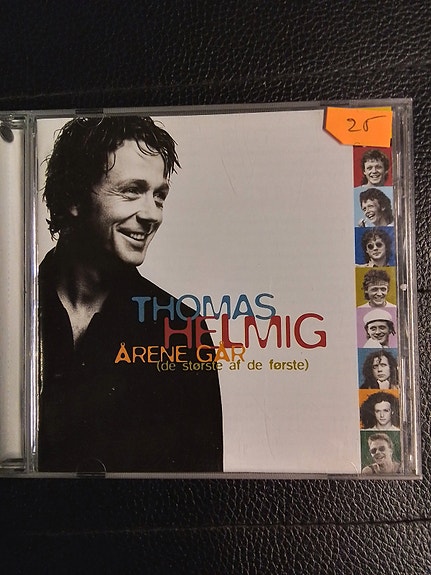 25
THOMAS
HELMIG
ÅRENE GÅR
(de største af de første)